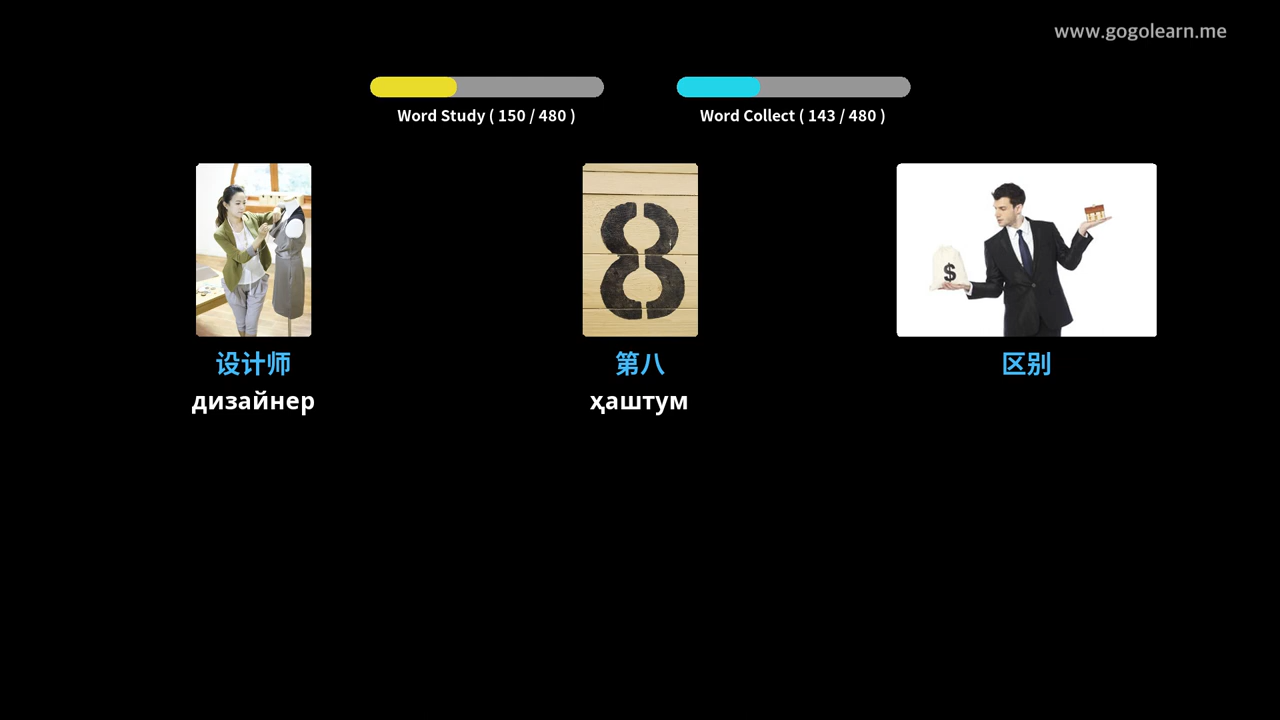 www.gogolearn.me
Word Study ( 150 / 480 )
Word Collect ( 143 / 480 )
8
$
设计师
第八
区别
дизайнер
ҳаштум